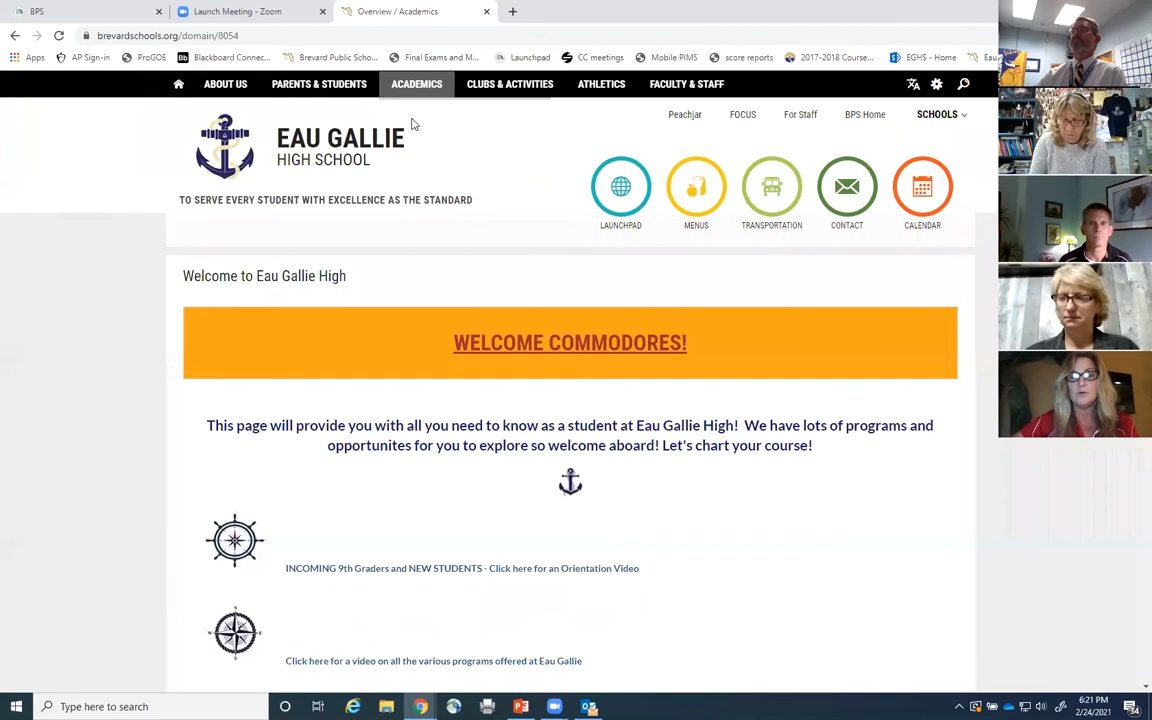 BPS
Launch Meeting - Zoom
Overview / Academics
brevardschools.org/domain/8054
Apps
AP Sign-in
ProGOE
Bb
Blackboard Connec...
Brevard Public Scho...
Final Exams and M...
Launchpad
CC meetings
Mobile PIMS
score reports
2017-2018 Course...
EGHS - Home
Eau
ABOUT US
PARENTS & STUDENTS
ACADEMICS
CLUBS & ACTIVITIES
ATHLETICS
FACULTY & STAFF
Peachjar
FOCUS
For Staff
BPS Home
SCHOOLS
EAU GALLIE
HIGH SCHOOL
TO SERVE EVERY STUDENT WITH EXCELLENCE AS THE STANDARD
LAUNCHPAD
MENUS
TRANSPORTATION
CONTACT
CALENDAR
Welcome to Eau Gallie High
WELCOME COMMODORES!
This page will provide you with all you need to know as a student at Eau Gallie High! We have lots of programs and
opportunites for you to explore so welcome aboard! Let's chart your course!
INCOMING 9th Graders and NEW STUDENTS - Click here for an Orientation Video
N
W
E
S
Click here for a video on all the various programs offered at Eau Gallie
Type here to search
6:21 PM
2/24/2021
34